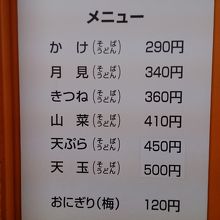 メニュー
かけ(そば うどん) 290円
月見(そば うどん) 340円
きつね(そば うどん) 360円
山菜(そば うどん) 410円
天ぷら(そば うどん) 450円
天玉(そば うどん) 500円
おにぎり(梅) 120円